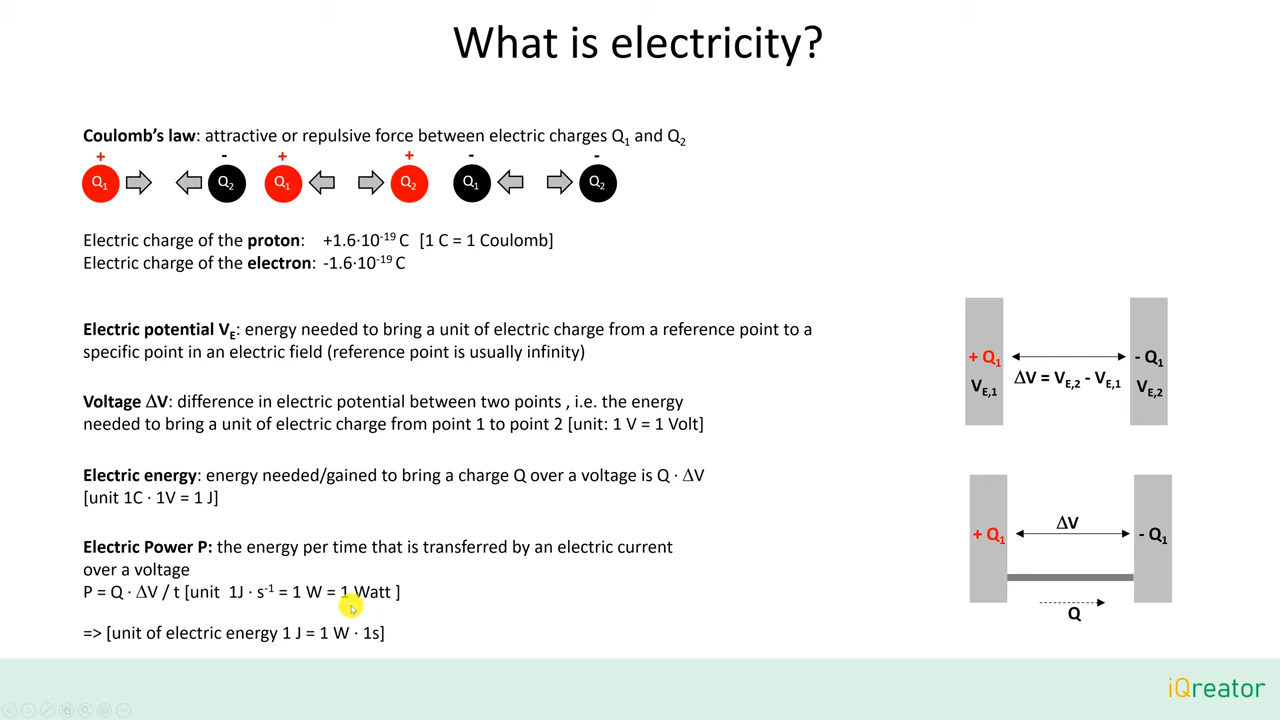 What is electricity?
Coulomb's law: attractive or repulsive force between electric charges Q₁ and Q₂
+ - + + - -
Q₁ Q₂ Q₁ Q₂ Q₁ Q₂
Electric charge of the proton: +1.6·10⁻¹⁹ C [1 C = 1 Coulomb]
Electric charge of the electron: -1.6·10⁻¹⁹ C
Electric potential V_E: energy needed to bring a unit of electric charge from a reference point to a
specific point in an electric field (reference point is usually infinity)
Voltage ΔV: difference in electric potential between two points , i.e. the energy
needed to bring a unit of electric charge from point 1 to point 2 [unit: 1 V = 1 Volt]
Electric energy: energy needed/gained to bring a charge Q over a voltage is Q · ΔV
[unit 1C · 1V = 1 J]
Electric Power P: the energy per time that is transferred by an electric current
over a voltage
P = Q · ΔV / t [unit 1J · s⁻¹ = 1 W = 1 Watt ]
=> [unit of electric energy 1 J = 1 W · 1s]
+ Q₁ - Q₁
V_E,1 ΔV = V_E,2 - V_E,1 V_E,2
ΔV
+ Q₁ - Q₁
Q
iQreator